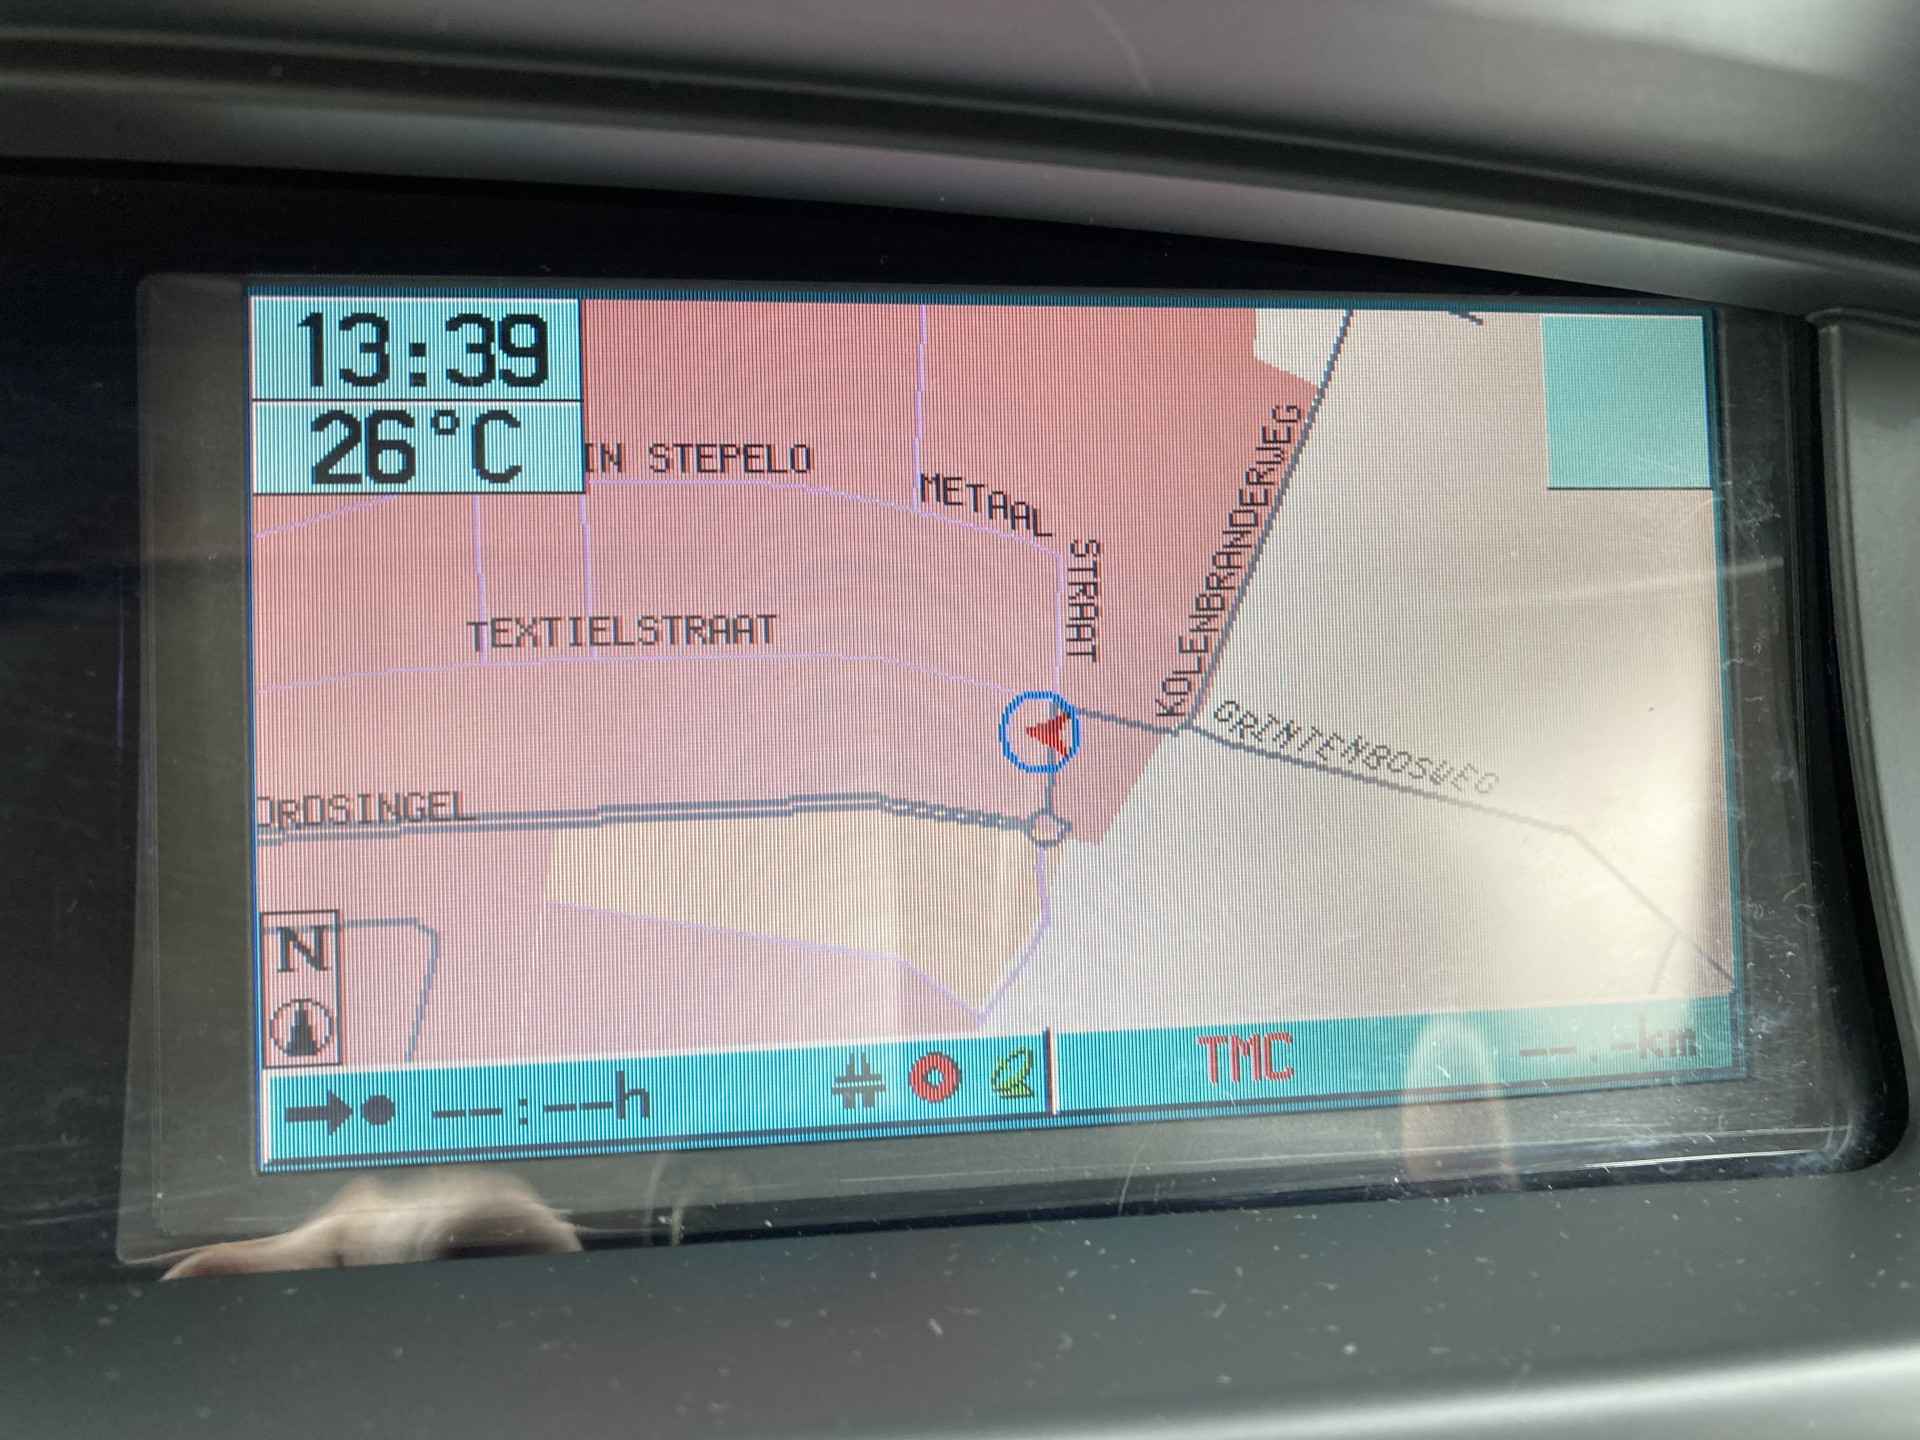 13:39
26°C
IN STEPELO
METAAL
STRAAT
KOLENBRANDERWEG
TEXTIELSTRAAT
GRINTENBOSWEG
ORDSINGEL
N
--:--h
TMC
--.-km